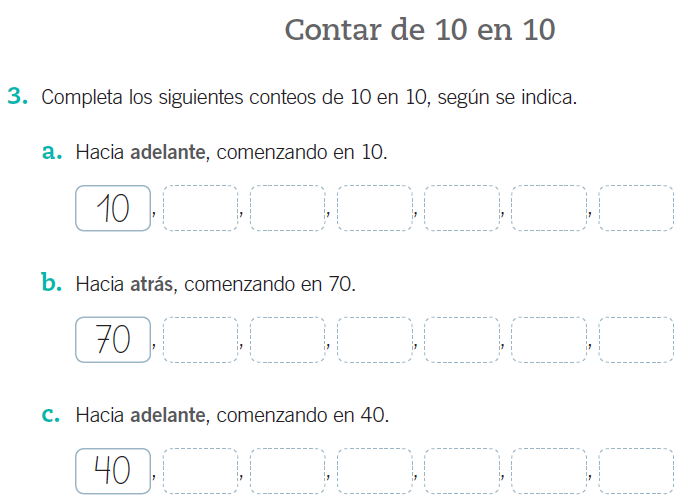 Contar de 10 en 10
3. Completa los siguientes conteos de 10 en 10, según se indica.
a. Hacia adelante, comenzando en 10.
10, , , , , ,
b. Hacia atrás, comenzando en 70.
70, , , , , ,
c. Hacia adelante, comenzando en 40.
40, , , , , ,